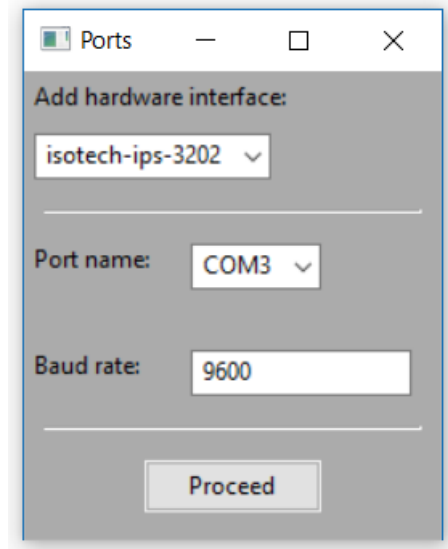 Ports
Add hardware interface:
isotech-ips-3202
Port name: COM3
Baud rate: 9600
Proceed